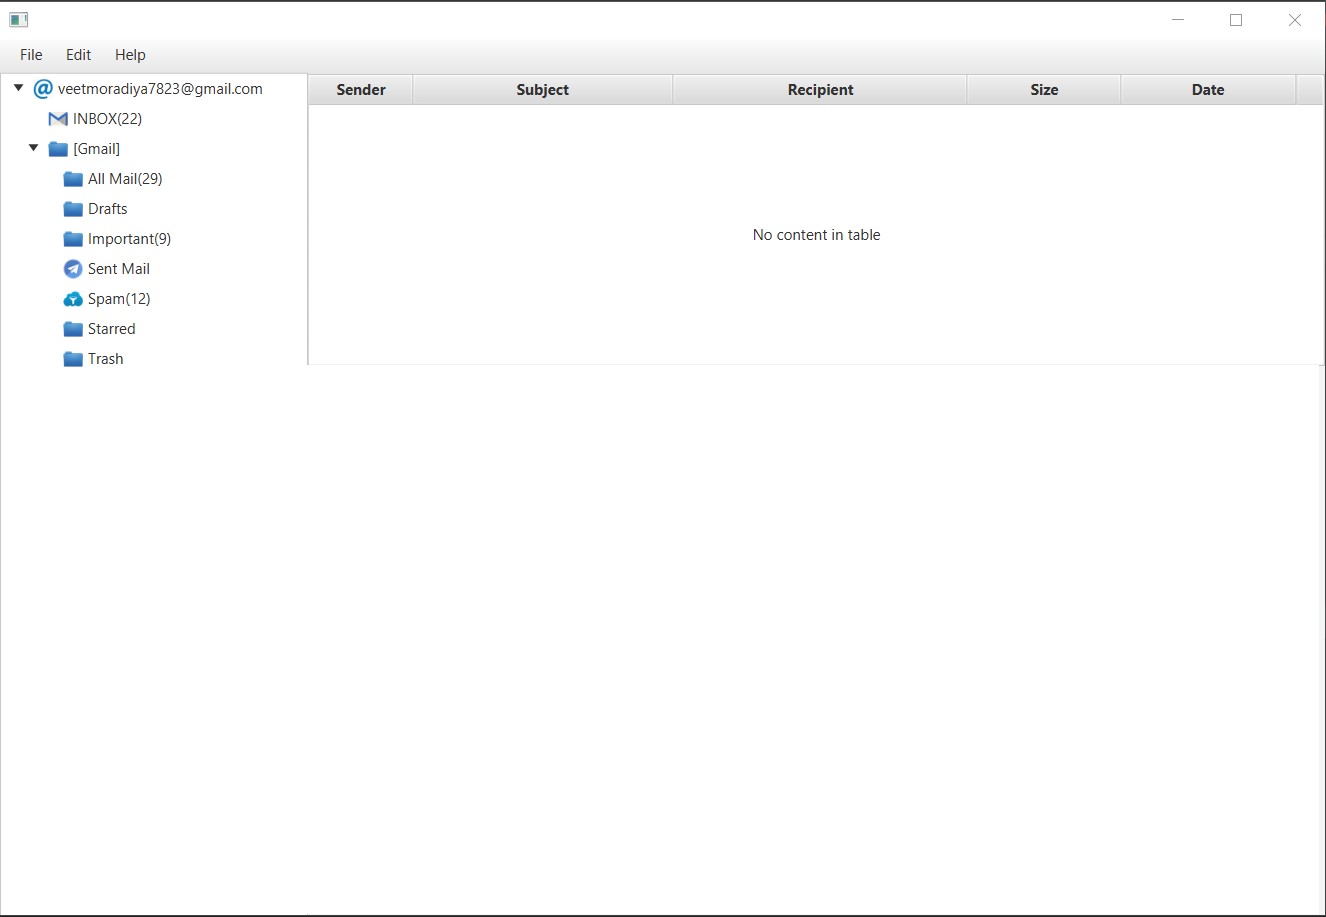 File Edit Help
veetmoradiya7823@gmail.com
INBOX(22)
[Gmail]
All Mail(29)
Drafts
Important(9)
Sent Mail
Spam(12)
Starred
Trash
Sender Subject Recipient Size Date
No content in table